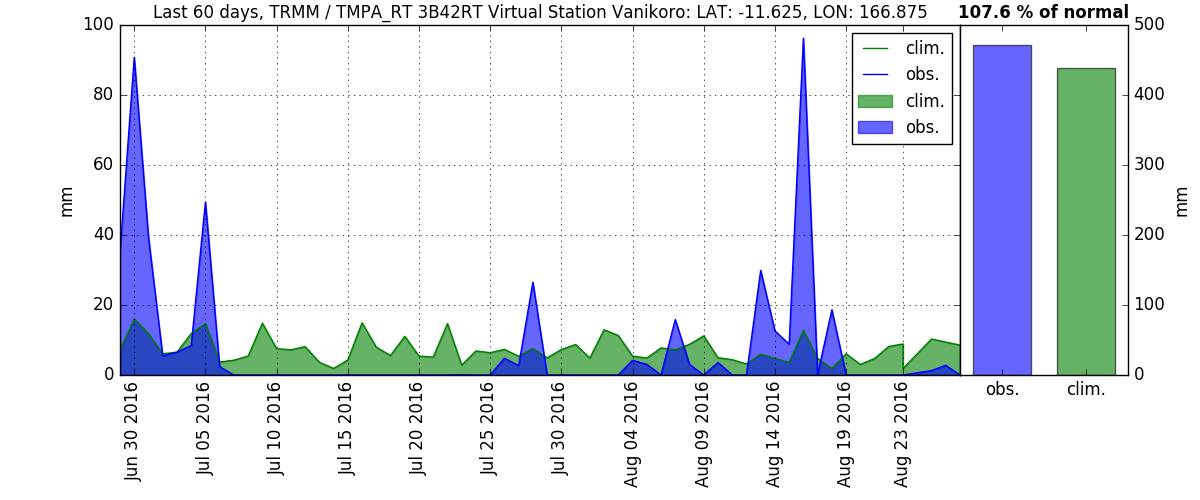 Last 60 days, TRMM / TMPA_RT 3B42RT Virtual Station Vanikoro: LAT: -11.625, LON: 166.875
107.6 % of normal
100
80
60
40
20
0
mm
clim.
obs.
clim.
obs.
500
400
300
200
100
0
mm
Jun 30 2016
Jul 05 2016
Jul 10 2016
Jul 15 2016
Jul 20 2016
Jul 25 2016
Jul 30 2016
Aug 04 2016
Aug 09 2016
Aug 14 2016
Aug 19 2016
Aug 23 2016
obs.
clim.